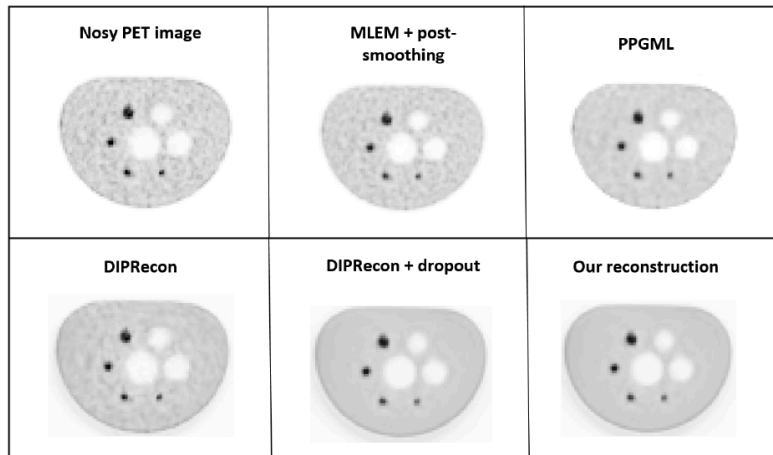 Nosy PET image
MLEM + post-
smoothing
PPGML
DIPRecon
DIPRecon + dropout
Our reconstruction